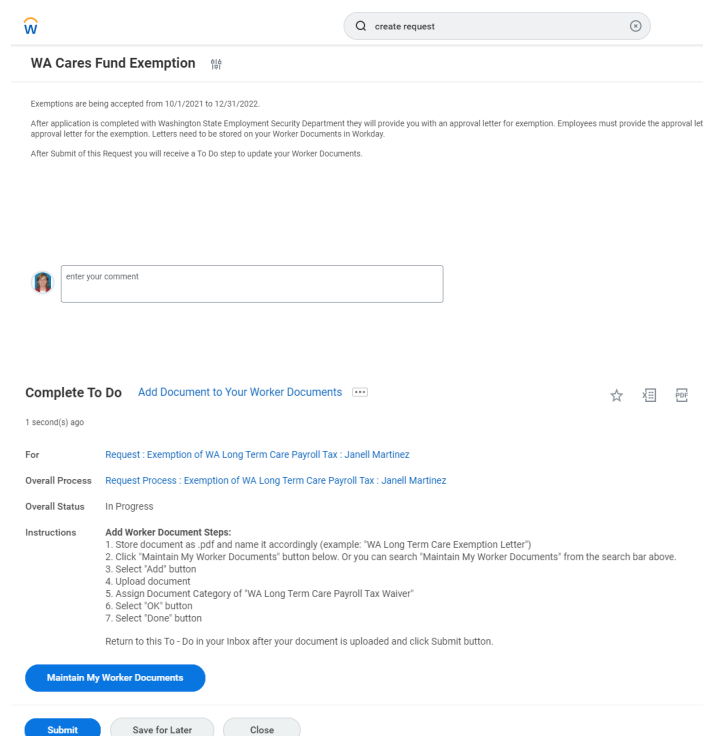 W
create request
WA Cares Fund Exemption
Exemptions are being accepted from 10/1/2021 to 12/31/2022.
After application is completed with Washington State Employment Security Department they will provide you with an approval letter for exemption. Employees must provide the approval let
approval letter for the exemption. Letters need to be stored on your Worker Documents in Workday.
After Submit of this Request you will receive a To Do step to update your Worker Documents.
enter your comment
Complete To Do Add Document to Your Worker Documents
PDF
1 second(s) ago
For Request : Exemption of WA Long Term Care Payroll Tax : Janell Martinez
Overall Process Request Process : Exemption of WA Long Term Care Payroll Tax : Janell Martinez
Overall Status In Progress
Instructions Add Worker Document Steps:
1. Store document as .pdf and name it accordingly (example: "WA Long Term Care Exemption Letter")
2. Click "Maintain My Worker Documents" button below. Or you can search "Maintain My Worker Documents" from the search bar above.
3. Select "Add" button
4. Upload document
5. Assign Document Category of "WA Long Term Care Payroll Tax Waiver"
6. Select "OK" button
7. Select "Done" button
Return to this To - Do in your Inbox after your document is uploaded and click Submit button.
Maintain My Worker Documents
Submit Save for Later Close